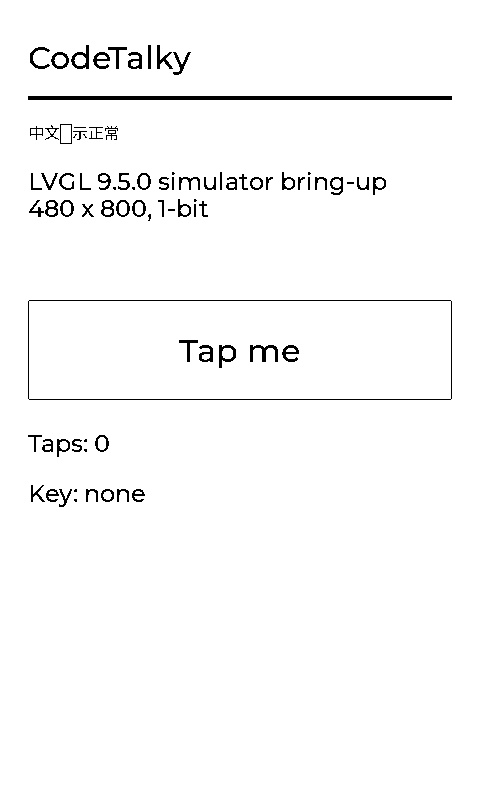 CodeTalky
中文□示正常
LVGL 9.5.0 simulator bring-up
480 x 800, 1-bit
Tap me
Taps: 0
Key: none